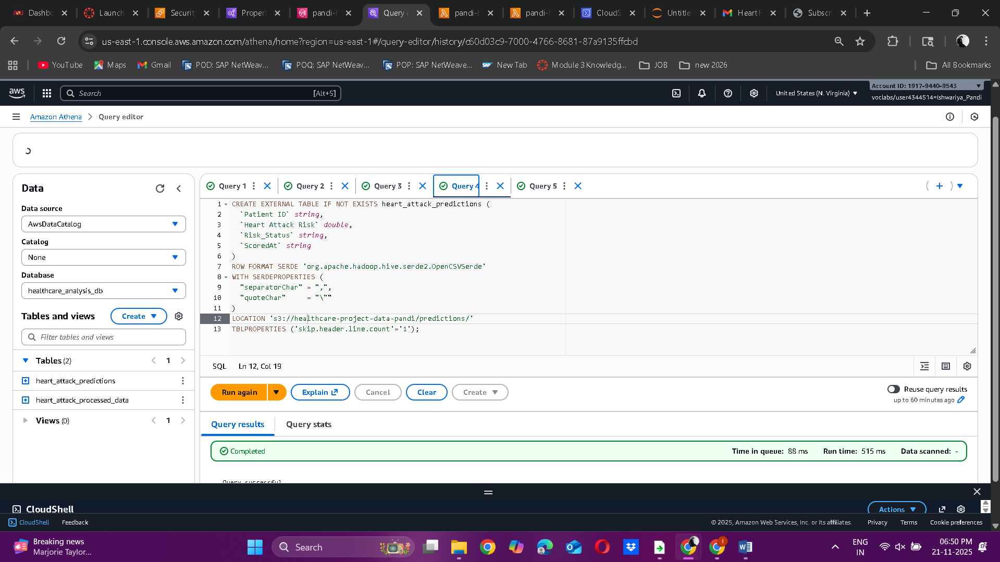 Dashbo
Launch
Securit
Proper
pandi-h
Query e
pandi-h
pandi-h
CloudS
Untitle
Heart H
Subscri
us-east-1.console.aws.amazon.com/athena/home?region=us-east-1#/query-editor/history/c60d03c9-7000-4766-8681-87a9135ffcbd
YouTube
Maps
Gmail
POD: SAP NetWeav...
POQ: SAP NetWeav...
POP: SAP NetWeave...
New Tab
Module 3 Knowledg...
JOB
new 2026
All Bookmarks
aws
Search
[Alt+S]
United States (N. Virginia)
Account ID: 1917-9440-9543
voclabs/user4344514=Ishwariya_Pandi
Amazon Athena
Query editor
Data
Data source
AwsDataCatalog
Catalog
None
Database
healthcare_analysis_db
Tables and views
Create
Filter tables and views
Tables (2)
1
heart_attack_predictions
heart_attack_processed_data
Views (0)
1
Query 1
Query 2
Query 3
Query 4
Query 5
1 CREATE EXTERNAL TABLE IF NOT EXISTS heart_attack_predictions (
2 `Patient ID` string,
3 `Heart Attack Risk` double,
4 `Risk_Status` string,
5 `ScoredAt` string
6 )
7 ROW FORMAT SERDE 'org.apache.hadoop.hive.serde2.OpenCSVSerde'
8 WITH SERDEPROPERTIES (
9 "separatorChar" = ",",
10 "quoteChar" = "\""
11 )
12 LOCATION 's3://healthcare-project-data-pandi/predictions/'
13 TBLPROPERTIES ('skip.header.line.count'='1');
SQL
Ln 12, Col 19
Run again
Explain
Cancel
Clear
Create
Reuse query results
up to 60 minutes ago
Query results
Query stats
Completed
Time in queue: 88 ms
Run time: 515 ms
Data scanned: -
Query successful
CloudShell
Actions
CloudShell
Feedback
© 2025, Amazon Web Services, Inc. or its affiliates.
Privacy
Terms
Cookie preferences
Breaking news
Marjorie Taylor...
Search
ENG
IN
06:50 PM
21-11-2025